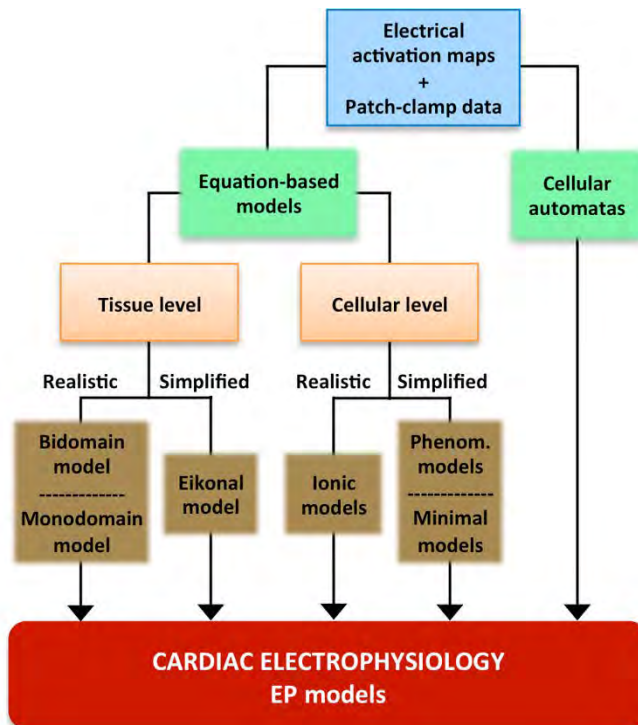 Electrical
activation maps
+
Patch-clamp data
Equation-based
models
Cellular
automatas
Tissue level
Cellular level
Realistic
Simplified
Realistic
Simplified
Bidomain
model
-------------
Monodomain
model
Eikonal
model
Ionic
models
Phenom.
models
-------------
Minimal
models
CARDIAC ELECTROPHYSIOLOGY
EP models